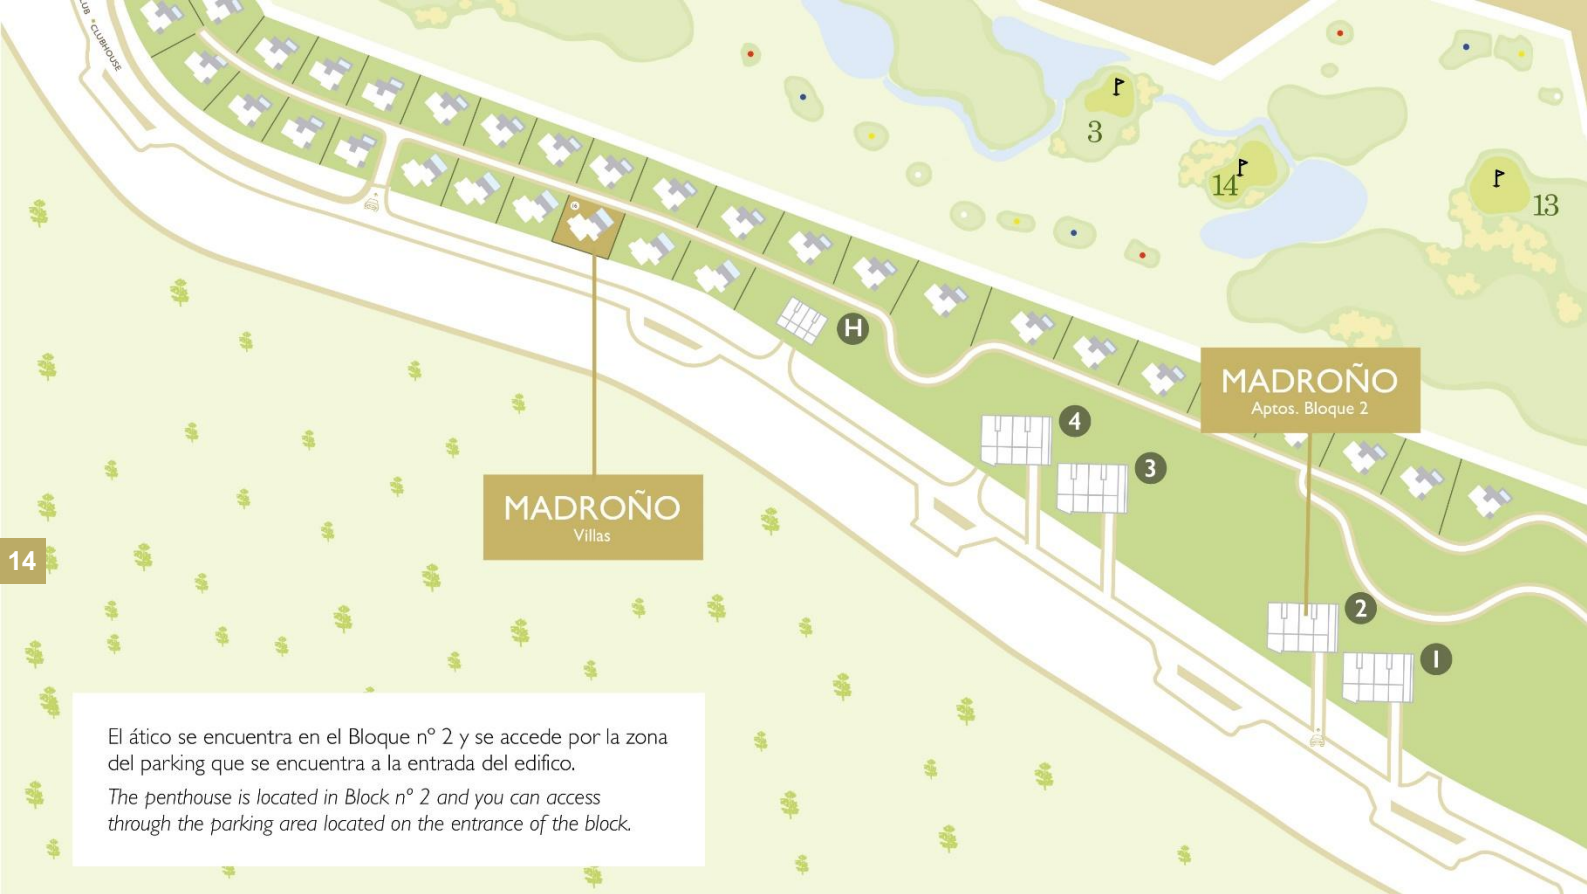 CLUB • CLUBHOUSE
3
14
13
H
MADROÑO
Aptos. Bloque 2
4
3
MADROÑO
Villas
14
2
1
El ático se encuentra en el Bloque nº 2 y se accede por la zona
del parking que se encuentra a la entrada del edifico.
The penthouse is located in Block nº 2 and you can access
through the parking area located on the entrance of the block.